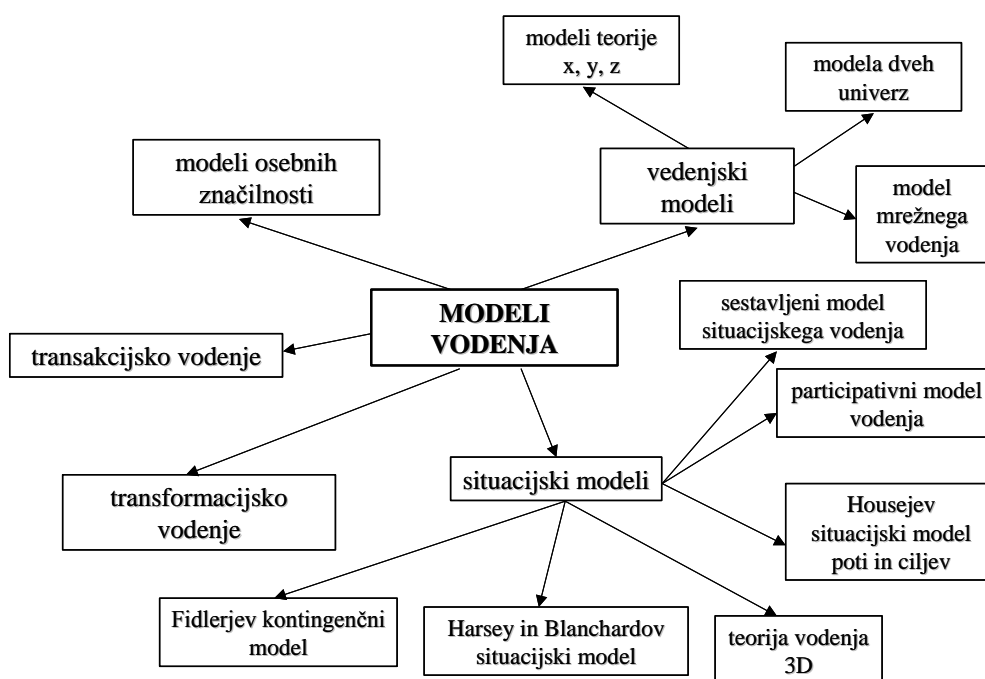 modeli teorije
x, y, z
modela dveh
univerz
modeli osebnih
značilnosti
vedenjski
modeli
model
mrežnega
vodenja
MODELI
VODENJA
sestavljeni model
situacijskega vodenja
transakcijsko vodenje
participativni model
vodenja
situacijski modeli
transformacijsko
vodenje
Housejev
situacijski model
poti in ciljev
Fidlerjev kontingenčni
model
Harsey in Blanchardov
situacijski model
teorija vodenja
3D